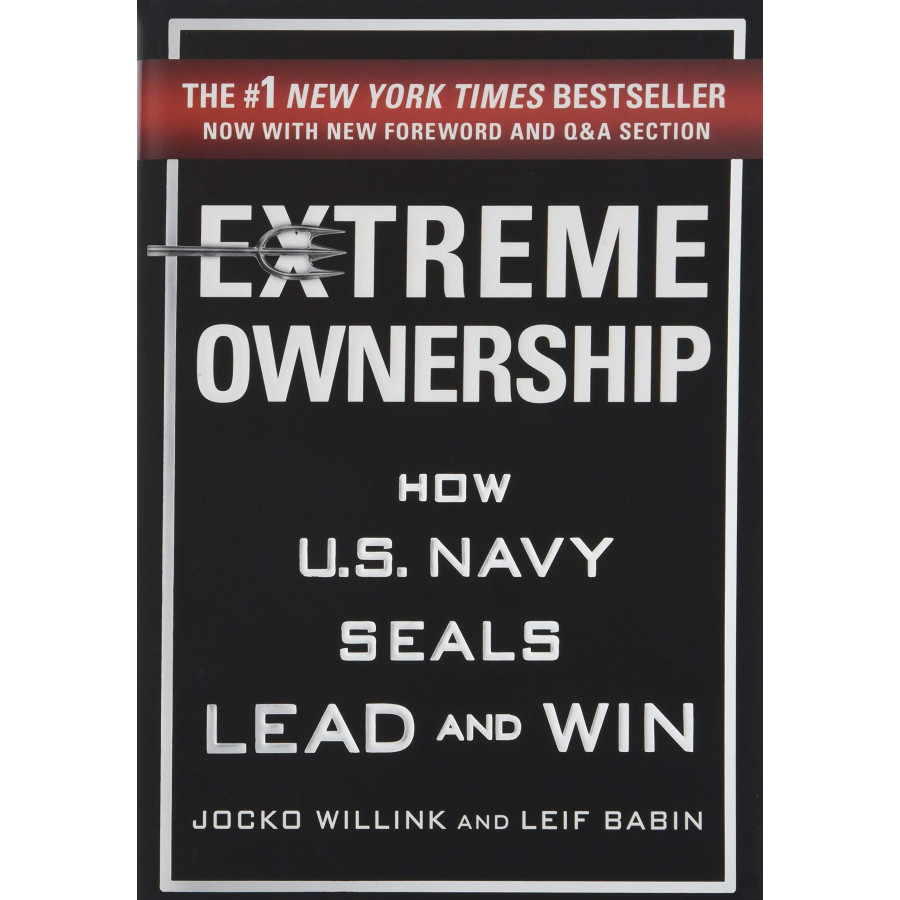 THE #1 NEW YORK TIMES BESTSELLER
NOW WITH NEW FOREWORD AND Q&A SECTION
EXTREME
OWNERSHIP
HOW
U.S. NAVY
SEALS
LEAD AND WIN
JOCKO WILLINK AND LEIF BABIN